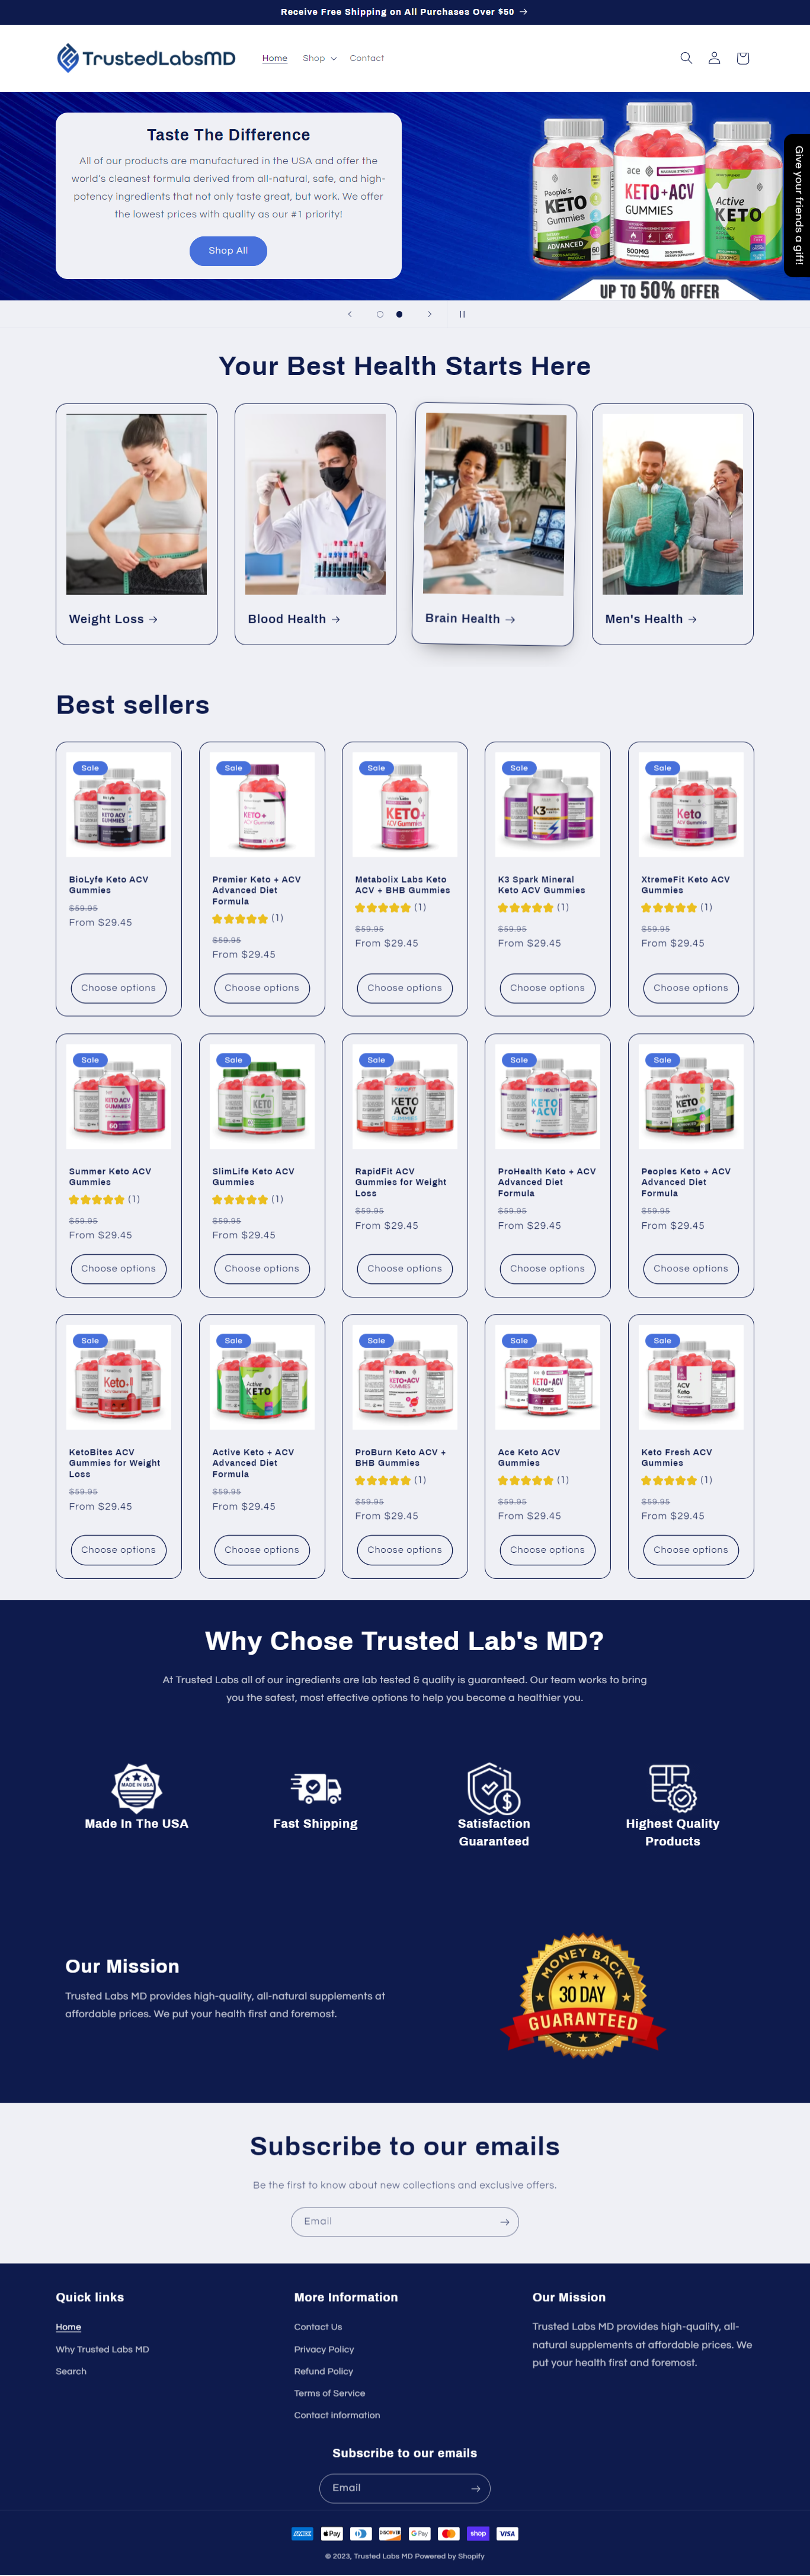 Receive Free Shipping on All Purchases Over $50 →
TrustedLabsMD
Home
Shop
Contact
Give your friends a gift!
Taste The Difference
All of our products are manufactured in the USA and offer the
world's cleanest formula derived from all-natural, safe, and high-
potency ingredients that not only taste great, but work. We offer
the lowest prices with quality as our #1 priority!
Shop All
People's
KETO
Gummies
ADVANCED
60
ace
KETO+ACV
GUMMIES
500MG
Active
KETO
UP TO 50% OFFER
Your Best Health Starts Here
Weight Loss →
Blood Health →
Brain Health →
Men's Health →
Best sellers
Sale
Sale
Sale
Sale
Sale
BioLyfe Keto ACV
Gummies
$59.95
From $29.45
Choose options
Premier Keto + ACV
Advanced Diet
Formula
(1)
$59.95
From $29.45
Choose options
Metabolix Labs Keto
ACV + BHB Gummies
(1)
$59.95
From $29.45
Choose options
K3 Spark Mineral
Keto ACV Gummies
(1)
$59.95
From $29.45
Choose options
XtremeFit Keto ACV
Gummies
(1)
$59.95
From $29.45
Choose options
Sale
Sale
Sale
Sale
Sale
Summer Keto ACV
Gummies
(1)
$59.95
From $29.45
Choose options
SlimLife Keto ACV
Gummies
(1)
$59.95
From $29.45
Choose options
RapidFit ACV
Gummies for Weight
Loss
$59.95
From $29.45
Choose options
ProHealth Keto + ACV
Advanced Diet
Formula
$59.95
From $29.45
Choose options
Peoples Keto + ACV
Advanced Diet
Formula
$59.95
From $29.45
Choose options
Sale
Sale
Sale
Sale
Sale
KetoBites ACV
Gummies for Weight
Loss
$59.95
From $29.45
Choose options
Active Keto + ACV
Advanced Diet
Formula
$59.95
From $29.45
Choose options
ProBurn Keto ACV +
BHB Gummies
(1)
$59.95
From $29.45
Choose options
Ace Keto ACV
Gummies
(1)
$59.95
From $29.45
Choose options
Keto Fresh ACV
Gummies
(1)
$59.95
From $29.45
Choose options
Why Chose Trusted Lab's MD?
At Trusted Labs all of our ingredients are lab tested & quality is guaranteed. Our team works to bring
you the safest, most effective options to help you become a healthier you.
MADE IN USA
Made In The USA
Fast Shipping
Satisfaction
Guaranteed
Highest Quality
Products
Our Mission
Trusted Labs MD provides high-quality, all-natural supplements at
affordable prices. We put your health first and foremost.
MONEY BACK
30 DAY
GUARANTEED
Subscribe to our emails
Be the first to know about new collections and exclusive offers.
Email
Quick links
Home
Why Trusted Labs MD
Search
More Information
Contact Us
Privacy Policy
Refund Policy
Terms of Service
Contact information
Our Mission
Trusted Labs MD provides high-quality, all-
natural supplements at affordable prices. We
put your health first and foremost.
Subscribe to our emails
Email
AMEX
Pay
DISCOVER
G Pay
shop
VISA
© 2023, Trusted Labs MD Powered by Shopify